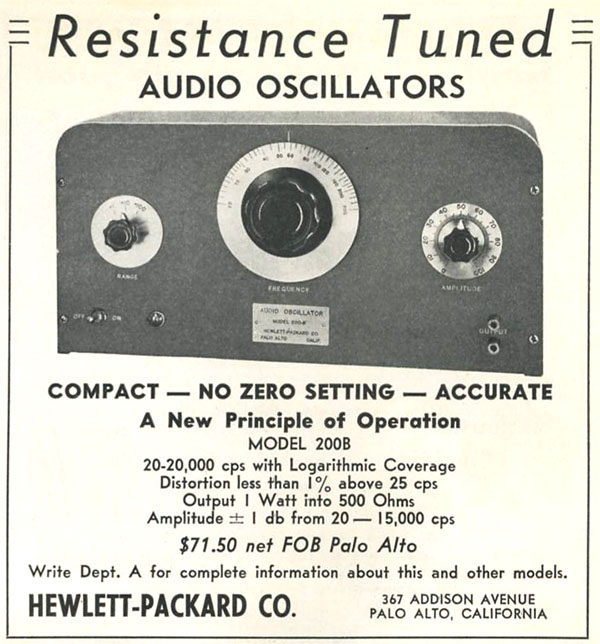 Resistance Tuned
AUDIO OSCILLATORS
RANGE
FREQUENCY
AMPLITUDE
OFF ON
AUDIO OSCILLATOR
MODEL 200-B
HEWLETT-PACKARD CO.
PALO ALTO CALIF.
OUTPUT
COMPACT — NO ZERO SETTING — ACCURATE
A New Principle of Operation
MODEL 200B
20-20,000 cps with Logarithmic Coverage
Distortion less than 1% above 25 cps
Output 1 Watt into 500 Ohms
Amplitude ± 1 db from 20 — 15,000 cps
$71.50 net FOB Palo Alto
Write Dept. A for complete information about this and other models.
HEWLETT-PACKARD CO.
367 ADDISON AVENUE
PALO ALTO, CALIFORNIA